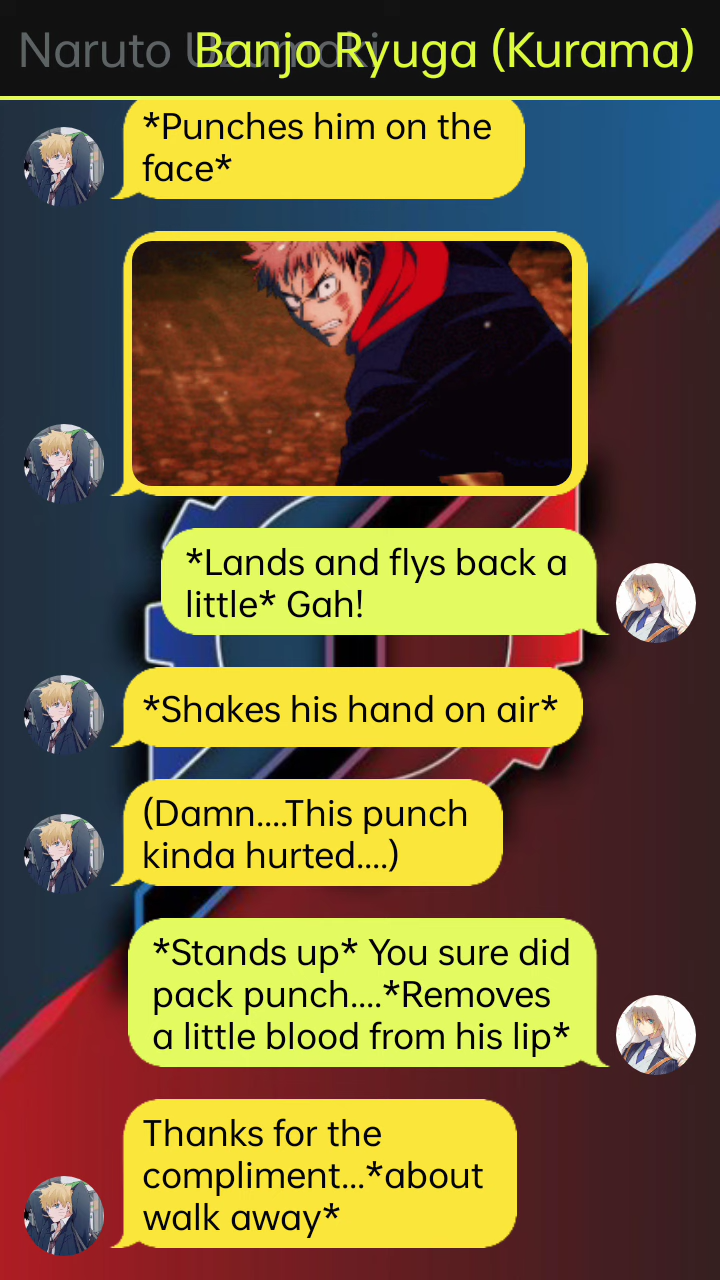 Naruto Uzumaki
Banjo Ryuga (Kurama)
*Punches him on the
face*
*Lands and flys back a
little* Gah!
*Shakes his hand on air*
(Damn....This punch
kinda hurted....)
*Stands up* You sure did
pack punch....*Removes
a little blood from his lip*
Thanks for the
compliment...*about
walk away*